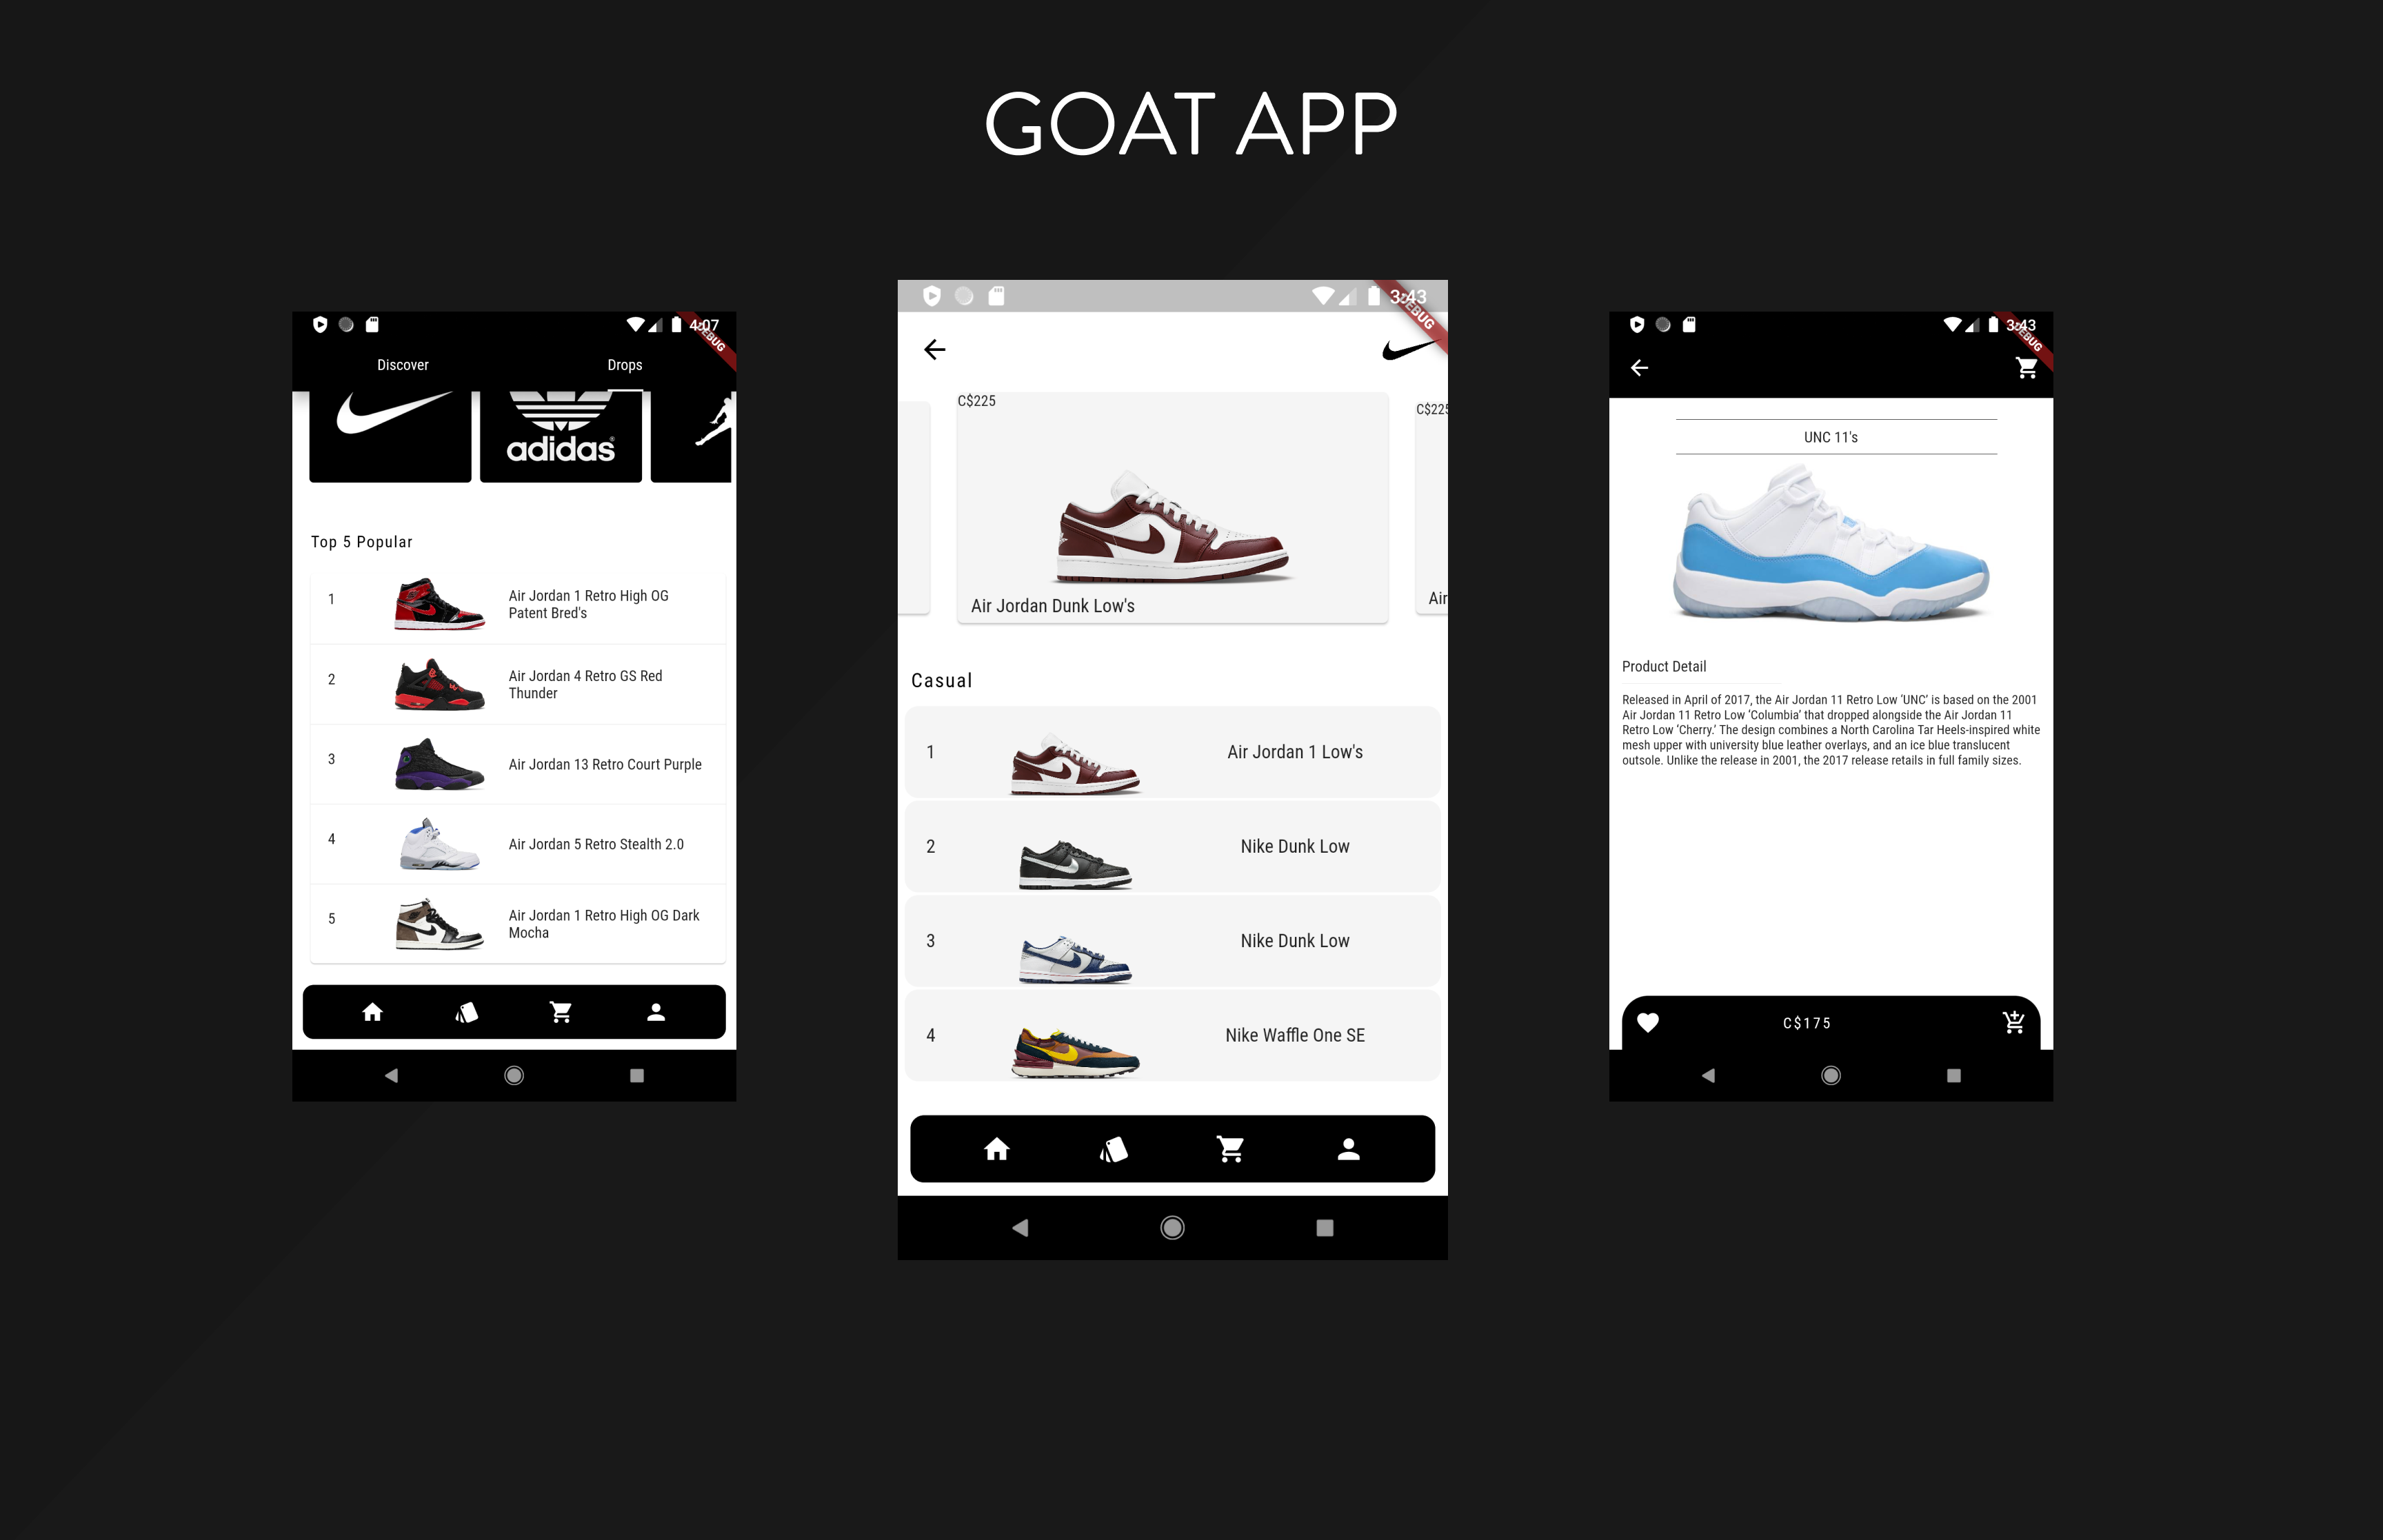 GOAT APP
4:07
DEBUG
Discover
Drops
adidas®
Top 5 Popular
1
Air Jordan 1 Retro High OG
Patent Bred's
2
Air Jordan 4 Retro GS Red
Thunder
3
Air Jordan 13 Retro Court Purple
4
Air Jordan 5 Retro Stealth 2.0
5
Air Jordan 1 Retro High OG Dark
Mocha
3:43
DEBUG
C$225
C$225
Air Jordan Dunk Low's
Air
Casual
1
Air Jordan 1 Low's
2
Nike Dunk Low
3
Nike Dunk Low
4
Nike Waffle One SE
3:43
DEBUG
UNC 11's
Product Detail
Released in April of 2017, the Air Jordan 11 Retro Low ‘UNC’ is based on the 2001
Air Jordan 11 Retro Low ‘Columbia’ that dropped alongside the Air Jordan 11
Retro Low ‘Cherry.’ The design combines a North Carolina Tar Heels-inspired white
mesh upper with university blue leather overlays, and an ice blue translucent
outsole. Unlike the release in 2001, the 2017 release retails in full family sizes.
C$175